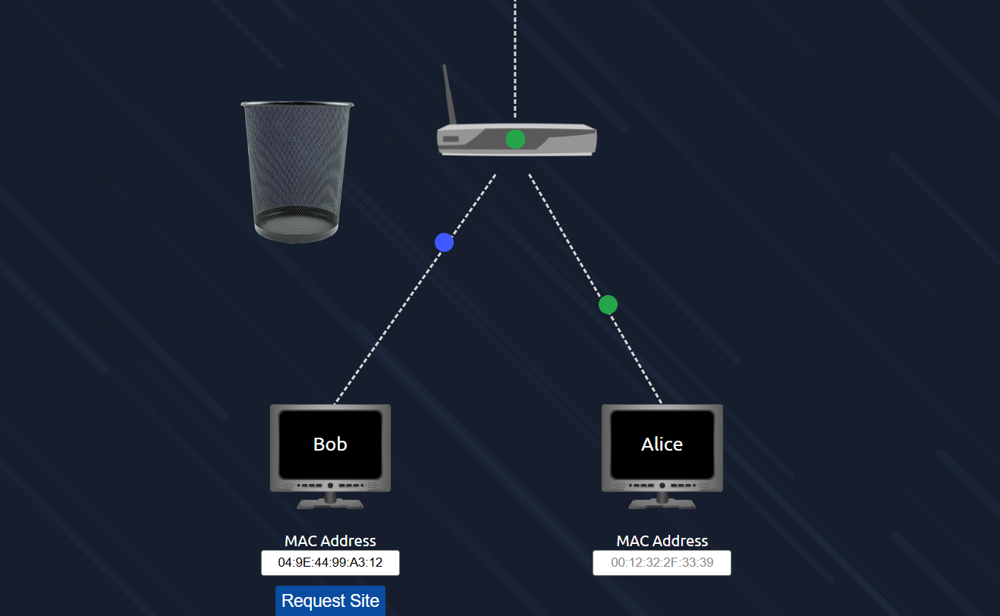 Bob
Alice
MAC Address
MAC Address
04:9E:44:99:A3:12
00:12:32:2F:33:39
Request Site